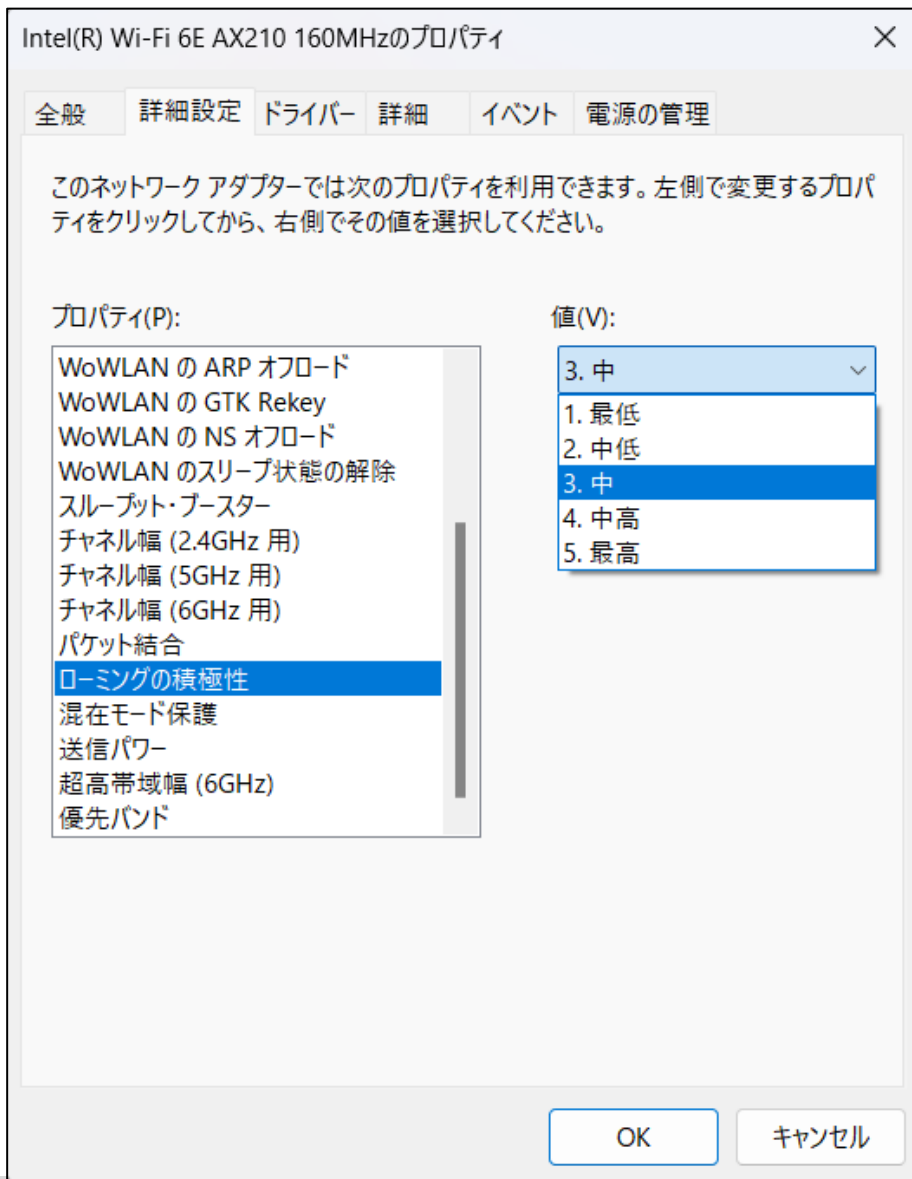 Intel(R) Wi-Fi 6E AX210 160MHzのプロパティ
全般
詳細設定
ドライバー
詳細
イベント
電源の管理
このネットワーク アダプターでは次のプロパティを利用できます。左側で変更するプロパ
ティをクリックしてから、右側でその値を選択してください。
プロパティ(P):
WoWLAN の ARP オフロード
WoWLAN の GTK Rekey
WoWLAN の NS オフロード
WoWLAN のスリープ状態の解除
スループット・ブースター
チャネル幅 (2.4GHz 用)
チャネル幅 (5GHz 用)
チャネル幅 (6GHz 用)
パケット結合
ローミングの積極性
混在モード保護
送信パワー
超高帯域幅 (6GHz)
優先バンド
値(V):
3. 中
1. 最低
2. 中低
3. 中
4. 中高
5. 最高
OK
キャンセル